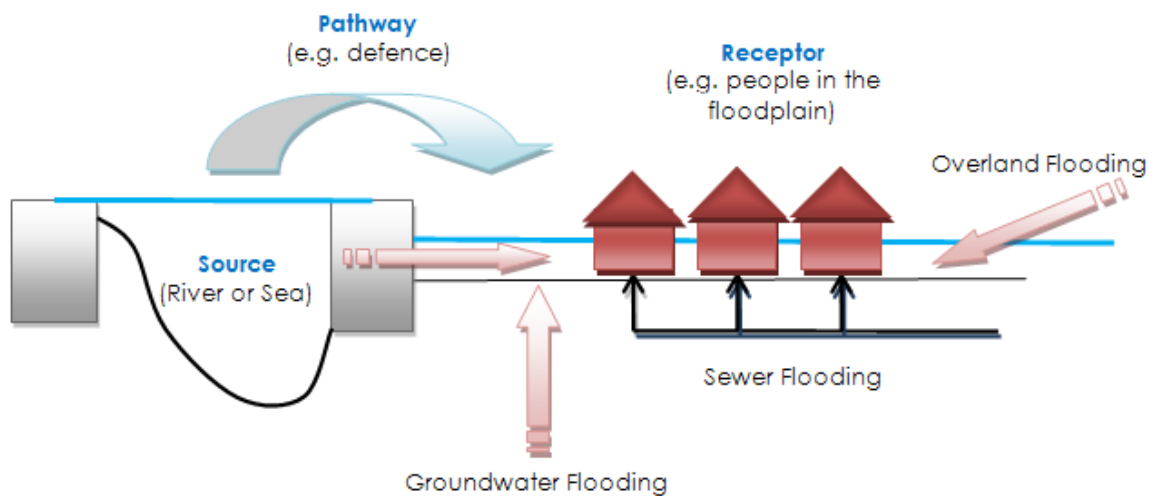 Pathway
(e.g. defence)
Receptor
(e.g. people in the
floodplain)
Overland Flooding
Source
(River or Sea)
Sewer Flooding
Groundwater Flooding